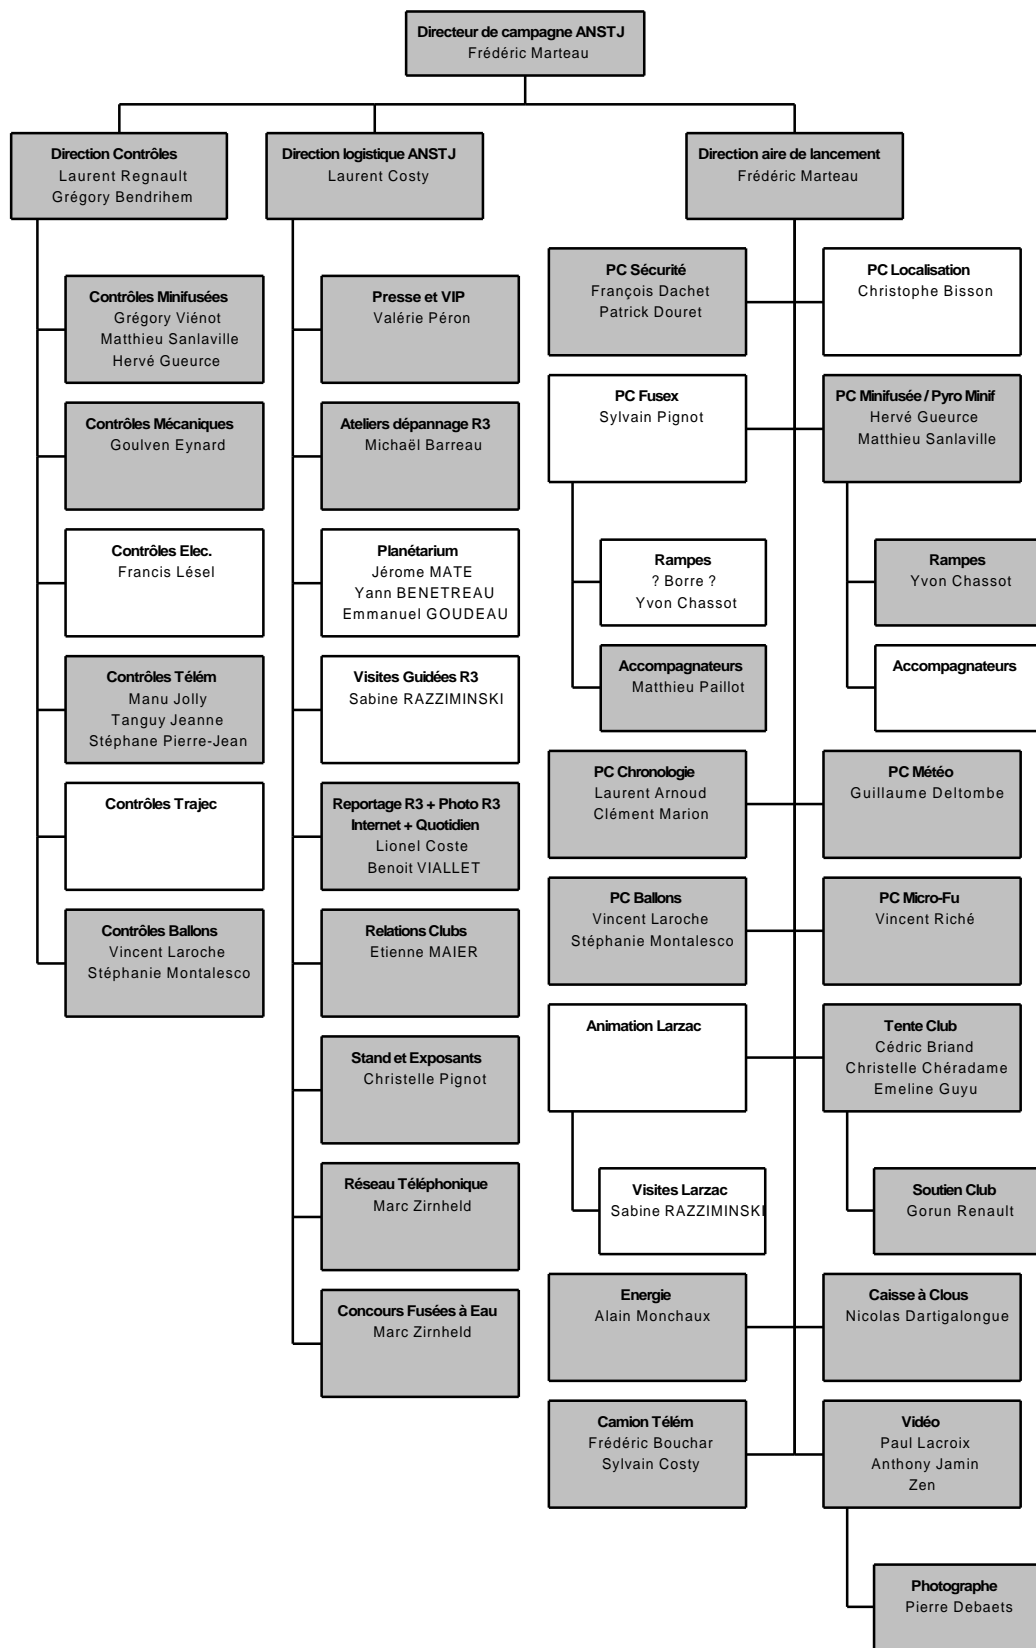 Directeur de campagne ANSTJ
Frédéric Marteau
Direction Contrôles
Laurent Regnault
Grégory Bendrihem
Direction logistique ANSTJ
Laurent Costy
Direction aire de lancement
Frédéric Marteau
Contrôles Minifusées
Grégory Viénot
Matthieu Sanlaville
Hervé Gueurce
Contrôles Mécaniques
Goulven Eynard
Contrôles Elec.
Francis Lésel
Contrôles Télém
Manu Jolly
Tanguy Jeanne
Stéphane Pierre-Jean
Contrôles Trajec
Contrôles Ballons
Vincent Laroche
Stéphanie Montalesco
Presse et VIP
Valérie Péron
Ateliers dépannage R3
Michaël Barreau
Planétarium
Jérome MATE
Yann BENETREAU
Emmanuel GOUDEAU
Visites Guidées R3
Sabine RAZZIMINSKI
Reportage R3 + Photo R3
Internet + Quotidien
Lionel Coste
Benoit VIALLET
Relations Clubs
Etienne MAIER
Stand et Exposants
Christelle Pignot
Réseau Téléphonique
Marc Zirnheld
Concours Fusées à Eau
Marc Zirnheld
PC Sécurité
François Dachet
Patrick Douret
PC Localisation
Christophe Bisson
PC Fusex
Sylvain Pignot
PC Minifusée / Pyro Minif
Hervé Gueurce
Matthieu Sanlaville
Rampes
? Borre ?
Yvon Chassot
Accompagnateurs
Matthieu Paillot
Rampes
Yvon Chassot
Accompagnateurs
PC Chronologie
Laurent Arnoud
Clément Marion
PC Météo
Guillaume Deltombe
PC Ballons
Vincent Laroche
Stéphanie Montalesco
PC Micro-Fu
Vincent Riché
Animation Larzac
Tente Club
Cédric Briand
Christelle Chéradame
Emeline Guyu
Visites Larzac
Sabine RAZZIMINSKI
Soutien Club
Gorun Renault
Energie
Alain Monchaux
Caisse à Clous
Nicolas Dartigalongue
Camion Télém
Frédéric Bouchar
Sylvain Costy
Vidéo
Paul Lacroix
Anthony Jamin
Zen
Photographe
Pierre Debaets